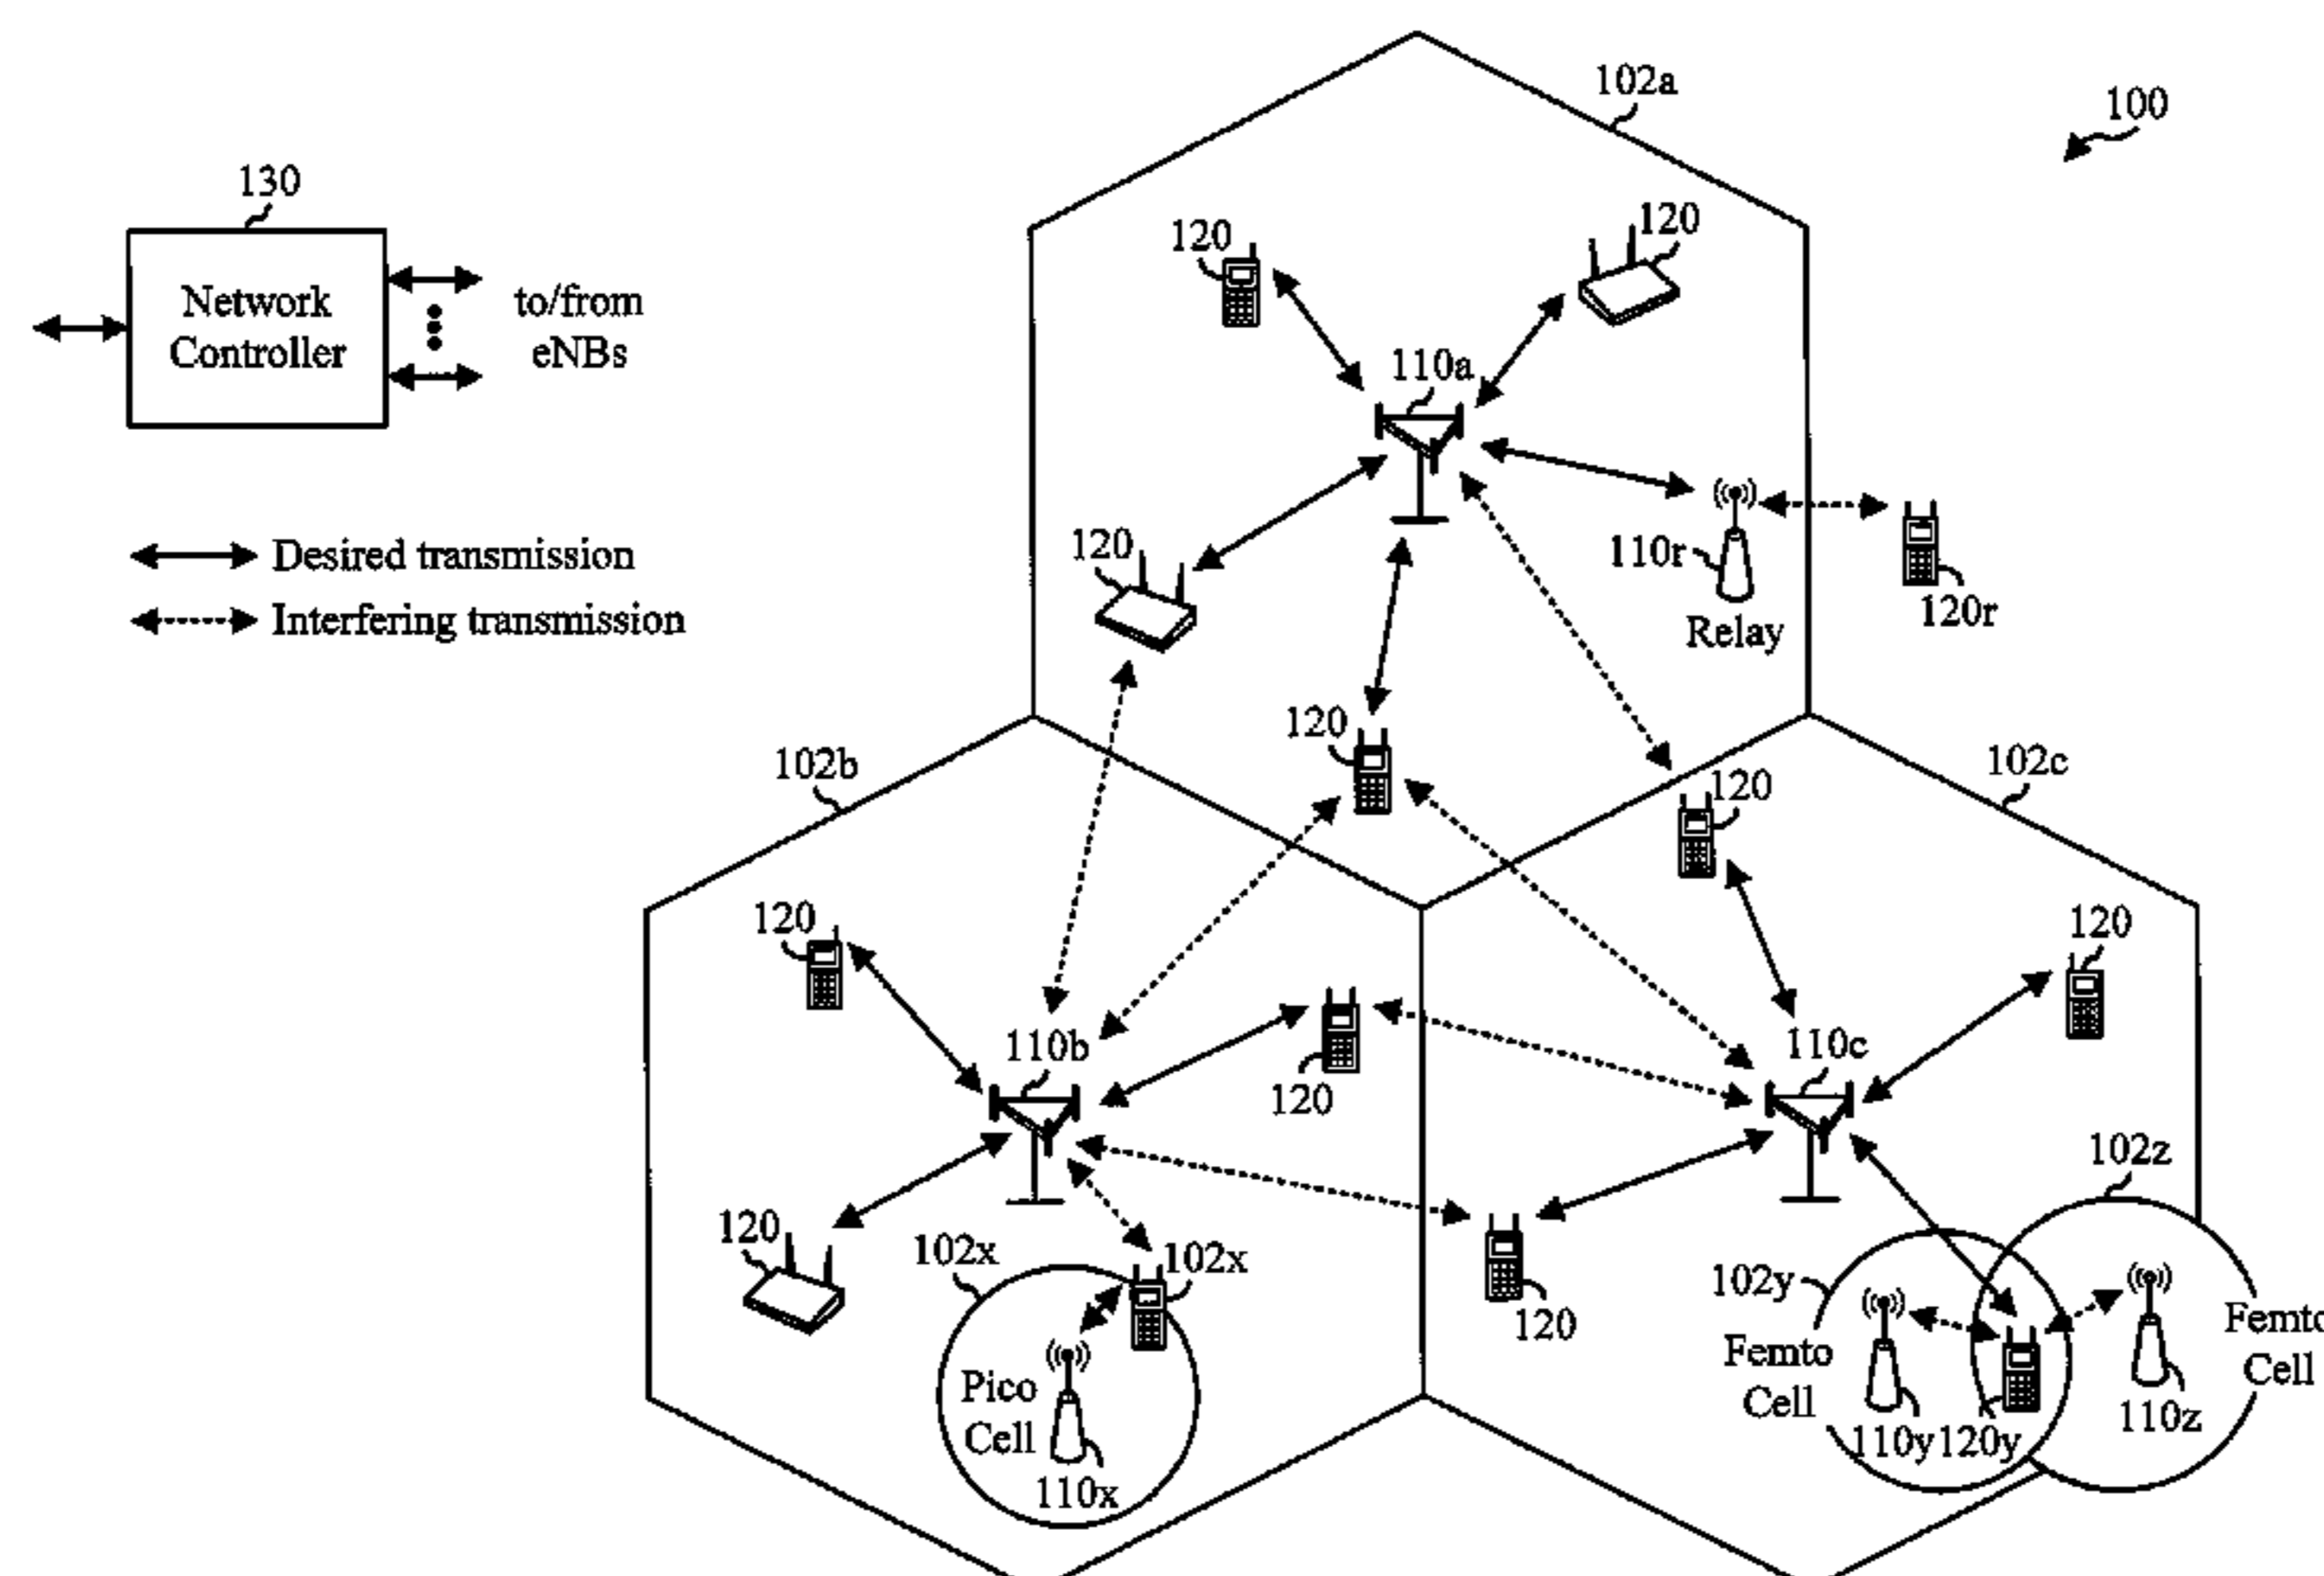 102a
100
130
120
120
Network
Controller
to/from
eNBs
110a
Desired transmission
120
110r
Interfering transmission
Relay
120r
120
102b
120
102c
120
120
110b
110c
120
102z
120
102x
102x
102y
120
Femto
Cell
Femto
Cell
Pico
Cell
110y
120y
110z
110x